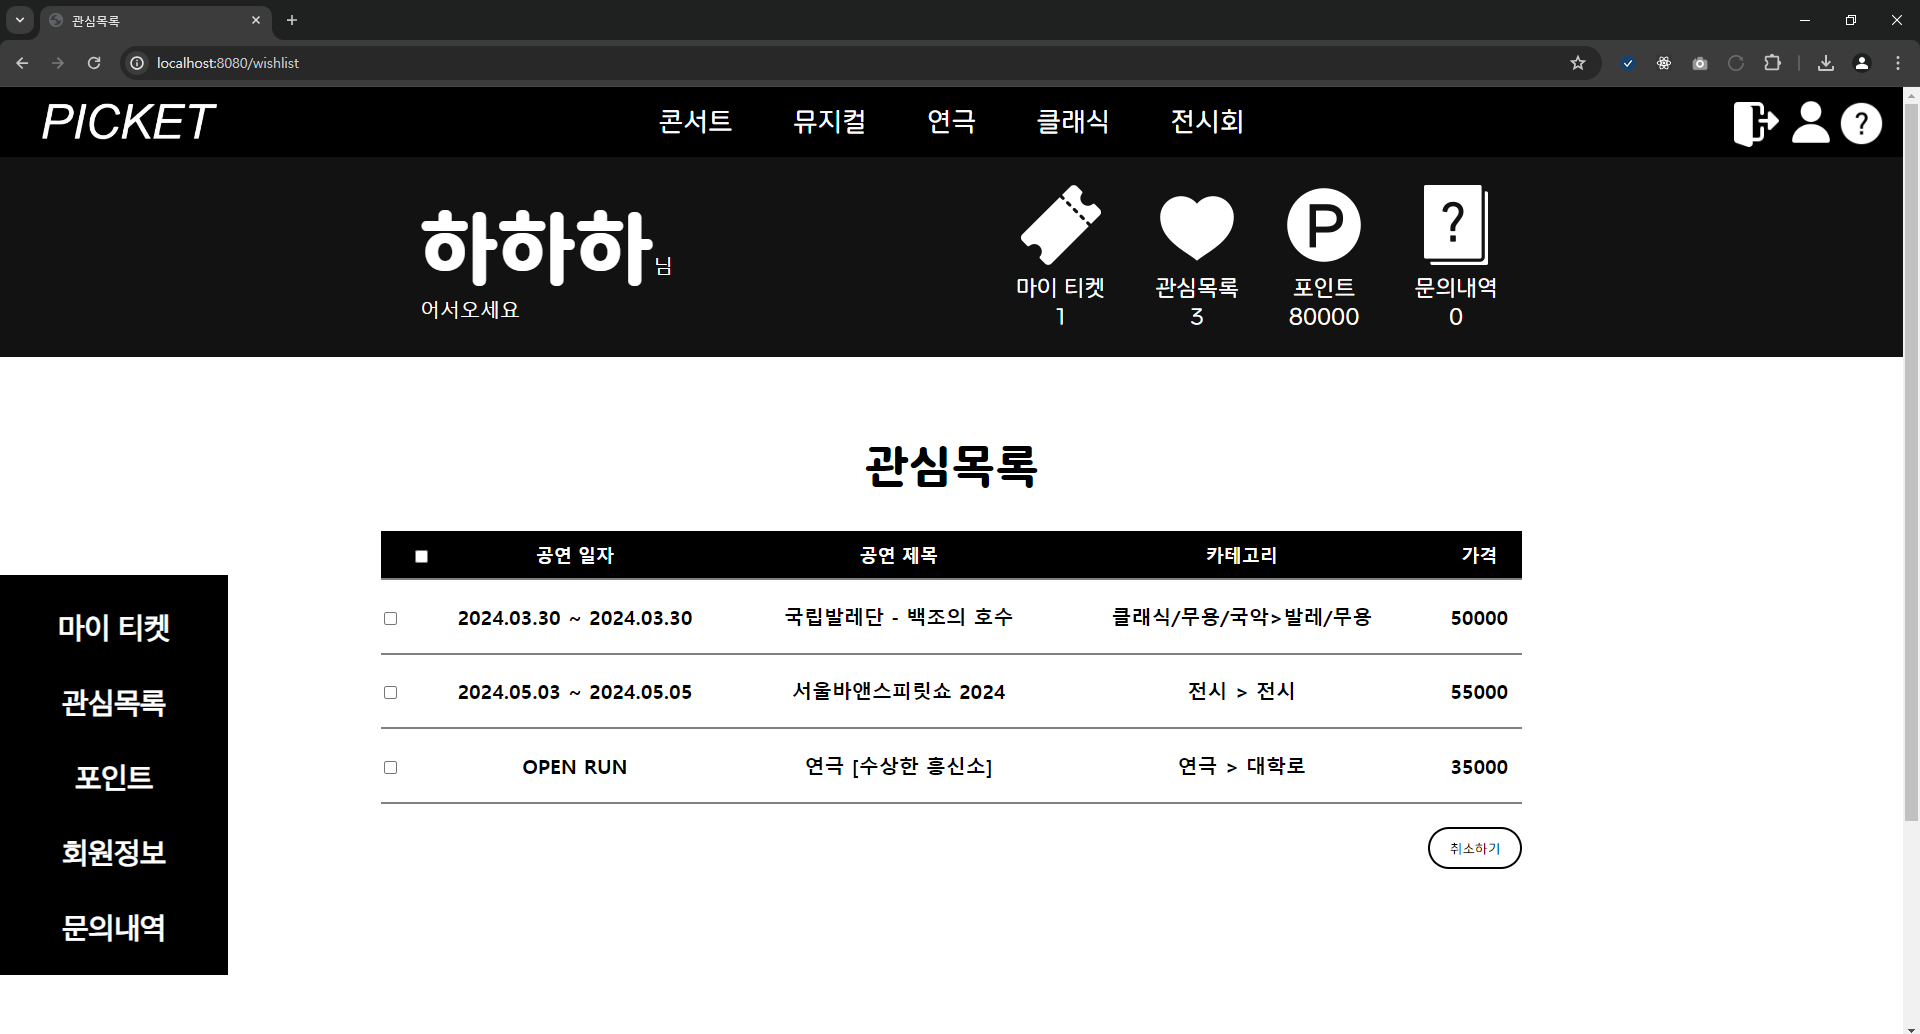 관심목록
localhost:8080/wishlist
PICKET
콘서트 뮤지컬 연극 클래식 전시회
?
하하하님
어서오세요
P
?
마이 티켓 관심목록 포인트 문의내역
1 3 80000 0
관심목록
공연 일자 공연 제목 카테고리 가격
2024.03.30 ~ 2024.03.30 국립발레단 - 백조의 호수 클래식/무용/국악>발레/무용 50000
2024.05.03 ~ 2024.05.05 서울바앤스피릿쇼 2024 전시 > 전시 55000
OPEN RUN 연극 [수상한 흥신소] 연극 > 대학로 35000
취소하기
마이 티켓
관심목록
포인트
회원정보
문의내역